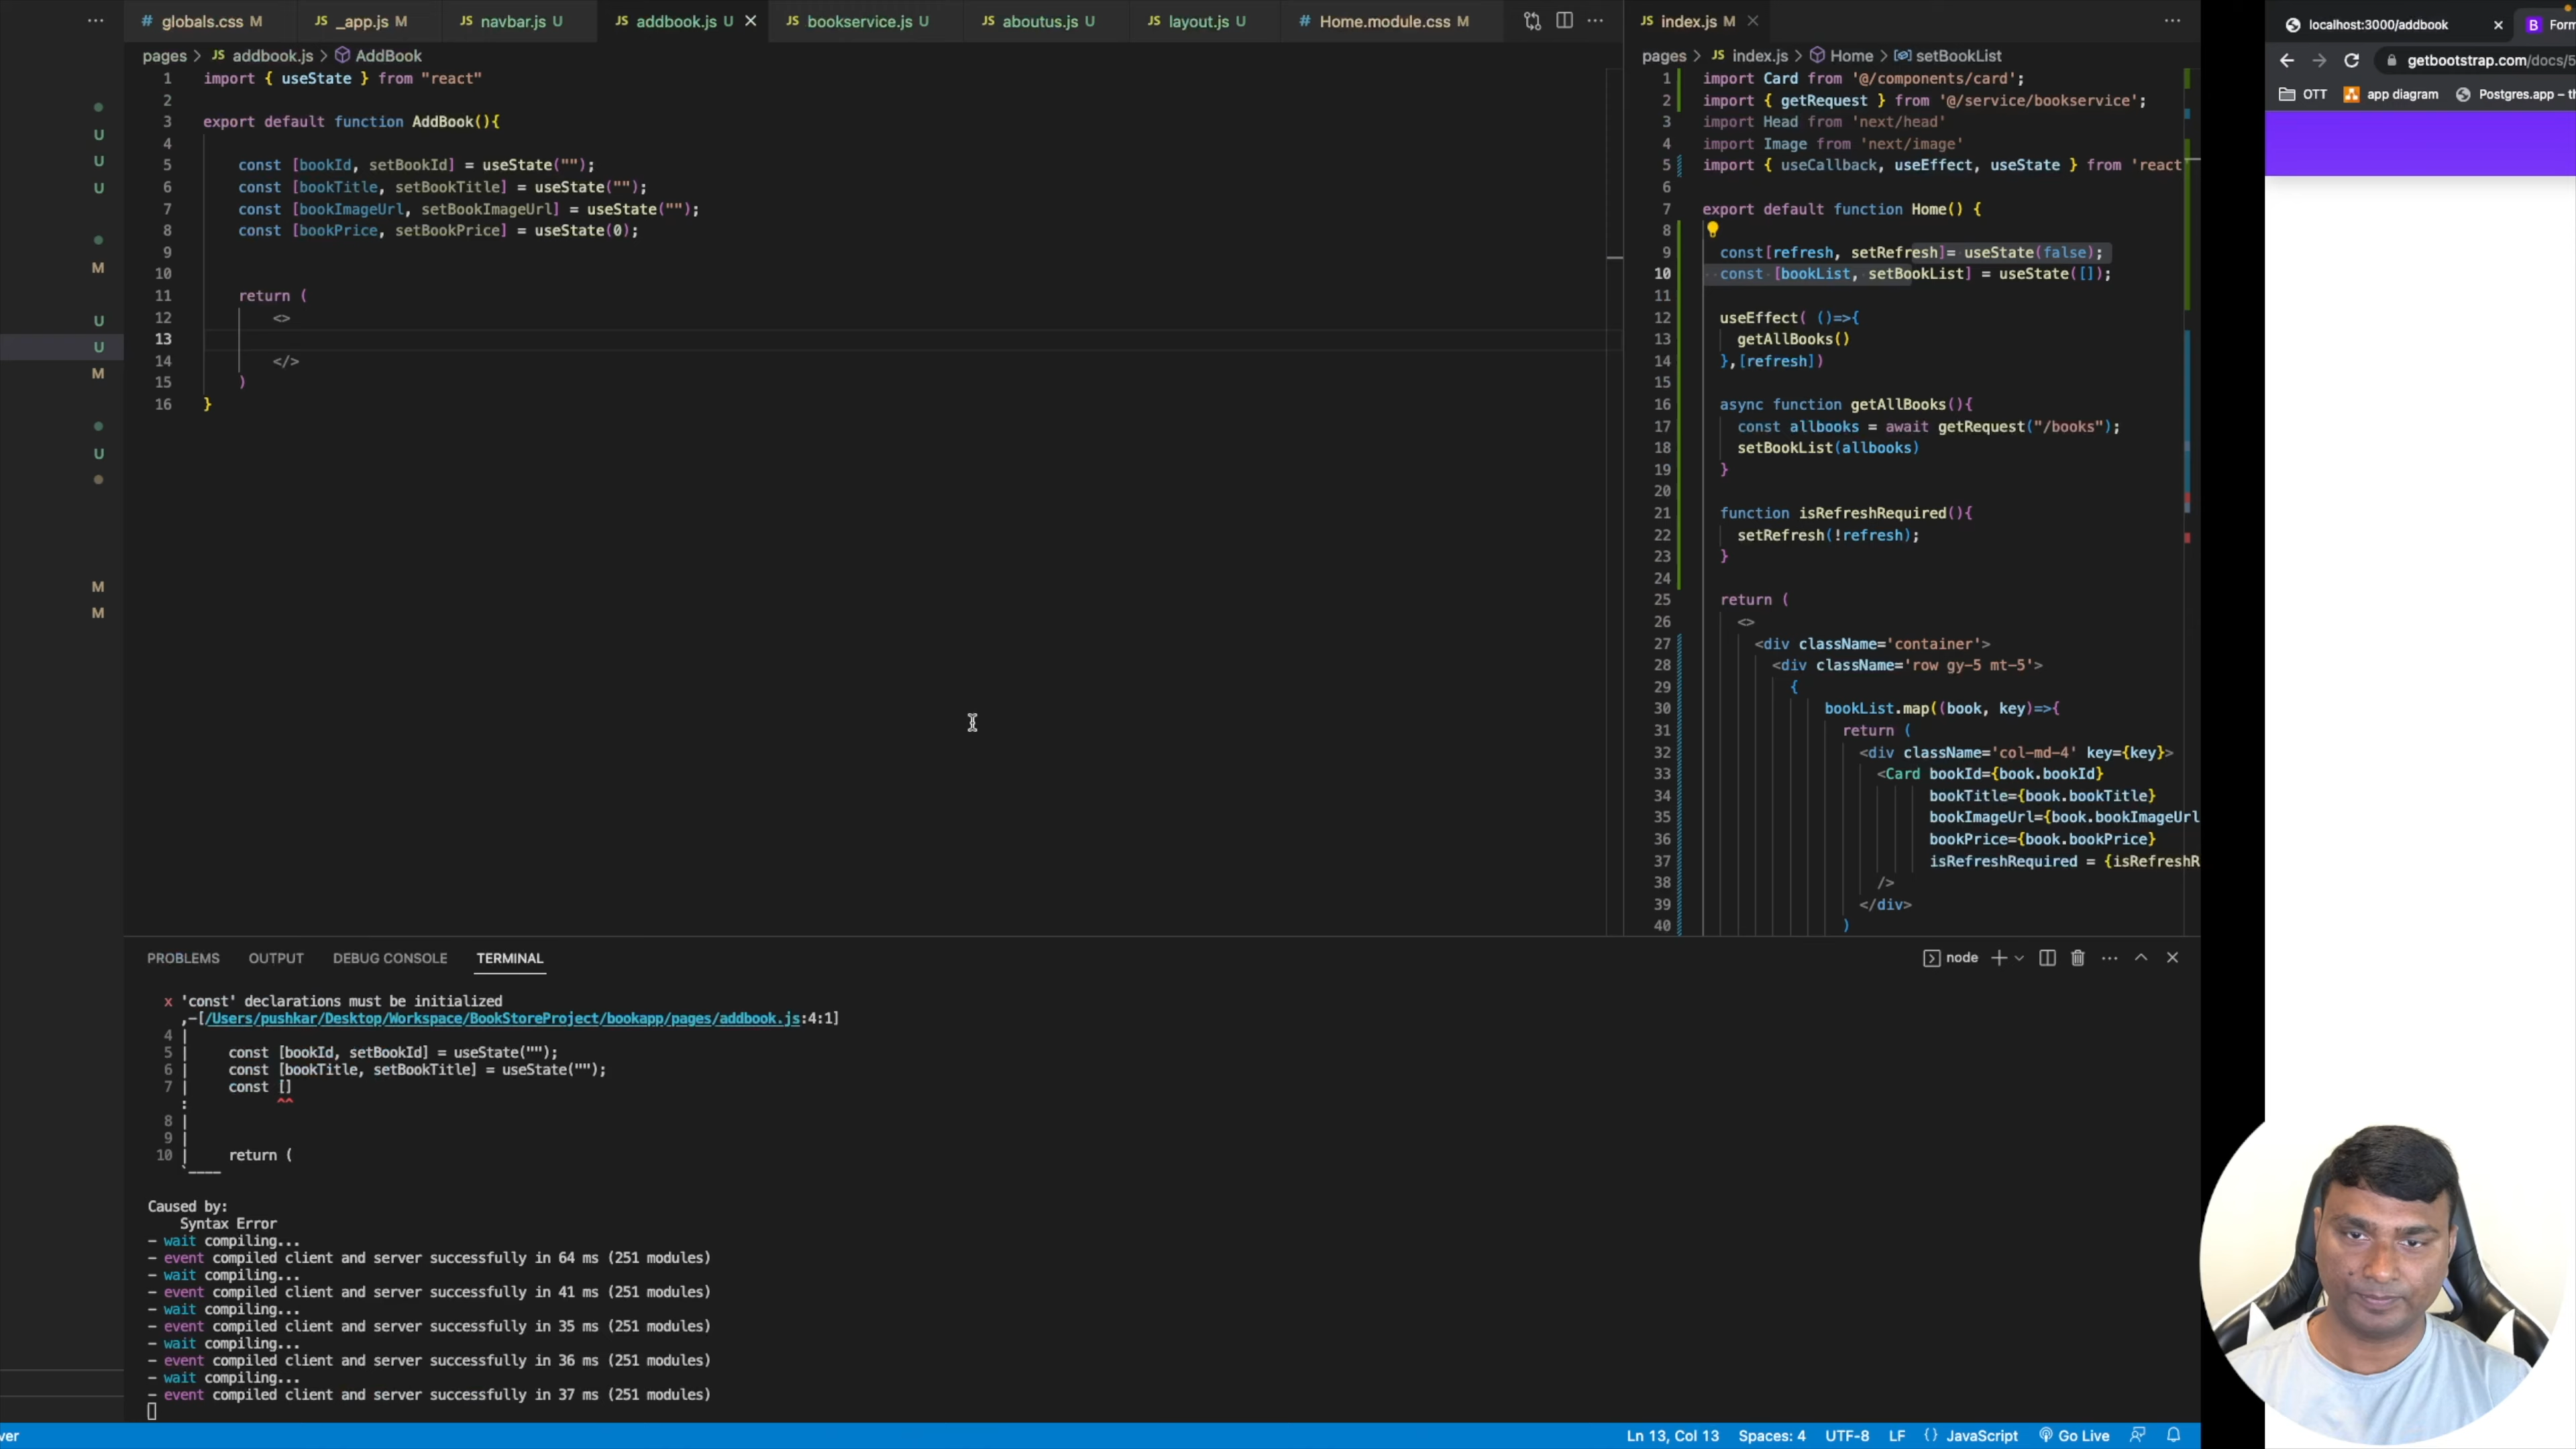 globals.css M
_app.js M
navbar.js U
addbook.js U
bookservice.js U
aboutus.js U
layout.js U
Home.module.css M
pages > addbook.js > AddBook
1 import { useState } from "react"
2
3 export default function AddBook(){
4
5 const [bookId, setBookId] = useState("");
6 const [bookTitle, setBookTitle] = useState("");
7 const [bookImageUrl, setBookImageUrl] = useState("");
8 const [bookPrice, setBookPrice] = useState(0);
9
10
11 return (
12 <>
13
14 </>
15 )
16 }
U
U
U
M
U
U
M
U
M
M
index.js M
pages > index.js > Home > setBookList
1 import Card from '@/components/card';
2 import { getRequest } from '@/service/bookservice';
3 import Head from 'next/head'
4 import Image from 'next/image'
5 import { useCallback, useEffect, useState } from 'react
6
7 export default function Home() {
8
9 const[refresh, setRefresh]= useState(false);
10 const [bookList, setBookList] = useState([]);
11
12 useEffect( ()=>{
13 getAllBooks()
14 },[refresh])
15
16 async function getAllBooks(){
17 const allbooks = await getRequest("/books");
18 setBookList(allbooks)
19 }
20
21 function isRefreshRequired(){
22 setRefresh(!refresh);
23 }
24
25 return (
26 <>
27 <div className='container'>
28 <div className='row gy-5 mt-5'>
29 {
30 bookList.map((book, key)=>{
31 return (
32 <div className='col-md-4' key={key}>
33 <Card bookId={book.bookId}
34 bookTitle={book.bookTitle}
35 bookImageUrl={book.bookImageUrl
36 bookPrice={book.bookPrice}
37 isRefreshRequired = {isRefreshR
38 />
39 </div>
40 )
PROBLEMS OUTPUT DEBUG CONSOLE TERMINAL
node
x 'const' declarations must be initialized
,-[/Users/pushkar/Desktop/Workspace/BookStoreProject/bookapp/pages/addbook.js:4:1]
4 |
5 | const [bookId, setBookId] = useState("");
6 | const [bookTitle, setBookTitle] = useState("");
7 | const []
: ^^
8 |
9 |
10 | return (
`----
Caused by:
Syntax Error
- wait compiling...
- event compiled client and server successfully in 64 ms (251 modules)
- wait compiling...
- event compiled client and server successfully in 41 ms (251 modules)
- wait compiling...
- event compiled client and server successfully in 35 ms (251 modules)
- wait compiling...
- event compiled client and server successfully in 36 ms (251 modules)
- wait compiling...
- event compiled client and server successfully in 37 ms (251 modules)
ver
Ln 13, Col 13 Spaces: 4 UTF-8 LF {} JavaScript Go Live
localhost:3000/addbook
B Form
getbootstrap.com/docs/5
OTT app diagram Postgres.app – th